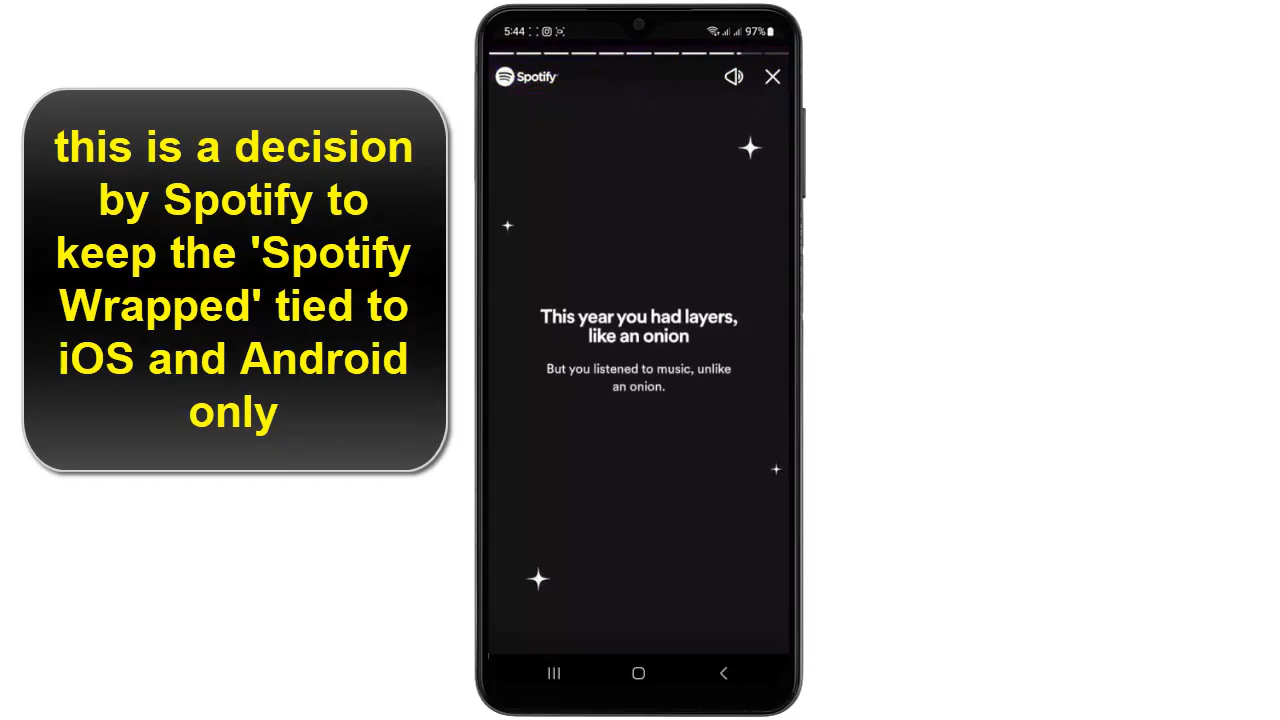 this is a decision
by Spotify to
keep the 'Spotify
Wrapped' tied to
iOS and Android
only
5:44 97%
Spotify
This year you had layers,
like an onion
But you listened to music, unlike
an onion.